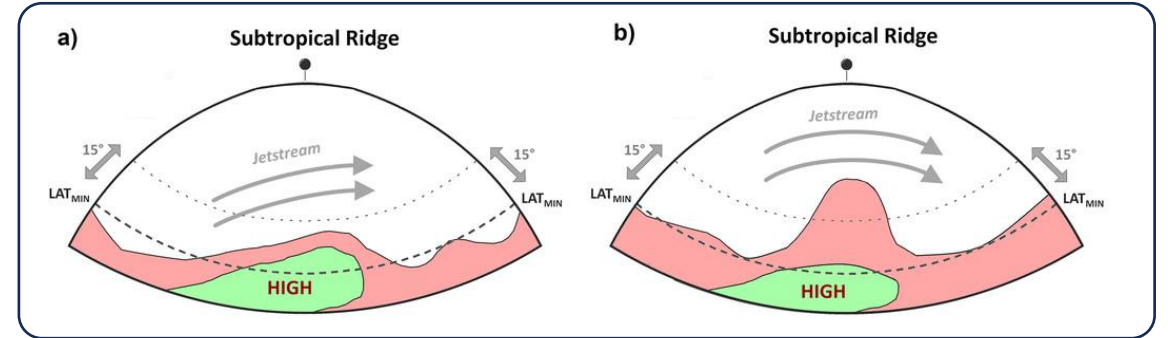 a)
Subtropical Ridge
15°
Jetstream
15°
LATMIN
LATMIN
HIGH
b)
Subtropical Ridge
Jetstream
15°
15°
LATMIN
LATMIN
HIGH